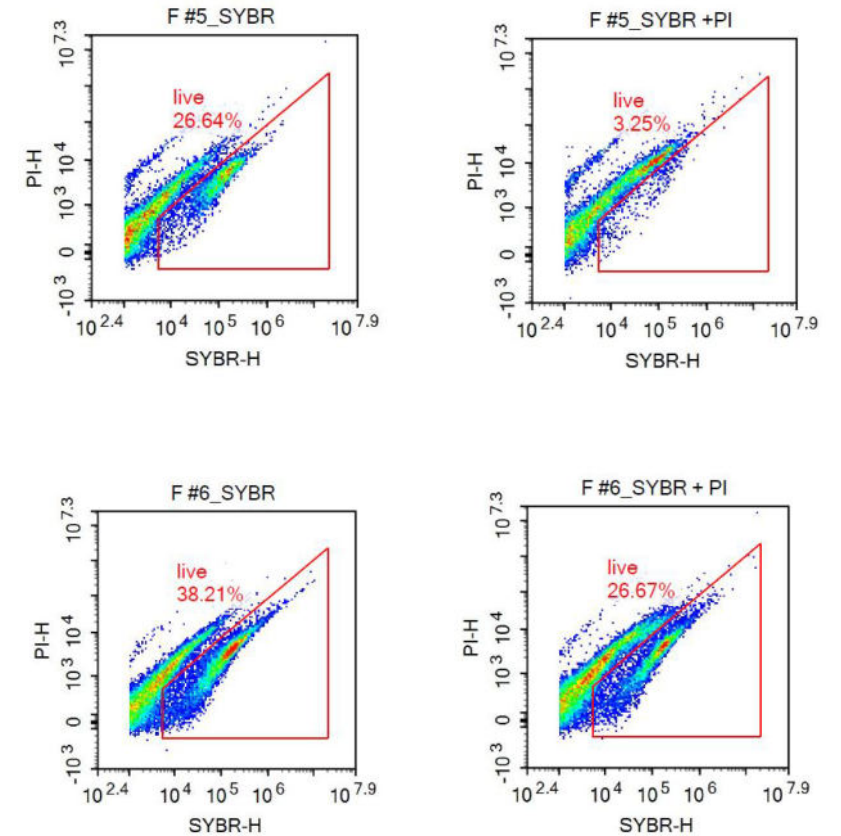 F #5_SYBR
10^7.3
10^4
10^3
0
-10^3
PI-H
live
26.64%
10^2.4 10^4 10^5 10^6 10^7.9
SYBR-H
F #5_SYBR +PI
10^7.3
10^4
10^3
0
-10^3
PI-H
live
3.25%
10^2.4 10^4 10^5 10^6 10^7.9
SYBR-H
F #6_SYBR
10^7.3
10^4
10^3
0
-10^3
PI-H
live
38.21%
10^2.4 10^4 10^5 10^6 10^7.9
SYBR-H
F #6_SYBR + PI
10^7.3
10^4
10^3
0
-10^3
PI-H
live
26.67%
10^2.4 10^4 10^5 10^6 10^7.9
SYBR-H